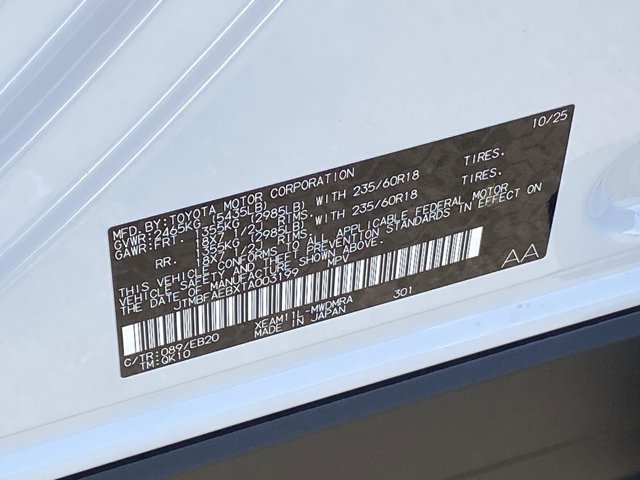 10/25
MFD.BY:TOYOTA MOTOR CORPORATION
GVWR: 2465KG (5435LB)
GAWR:FRT. 1355KG (2985LB) WITH 235/60R18 TIRES.
18X7 1/2J RIMS.
RR. 1355KG (2985LB) WITH 235/60R18 TIRES.
18X7 1/2J RIMS.
THIS VEHICLE CONFORMS TO ALL APPLICABLE FEDERAL MOTOR
VEHICLE SAFETY AND THEFT PREVENTION STANDARDS IN EFFECT ON
THE DATE OF MANUFACTURE SHOWN ABOVE.
JTMBFAEBXTA003199 MPV
AA
C/TR:089/EB20 XEAM11L-MWDMRA 301
TM:QK10 MADE IN JAPAN